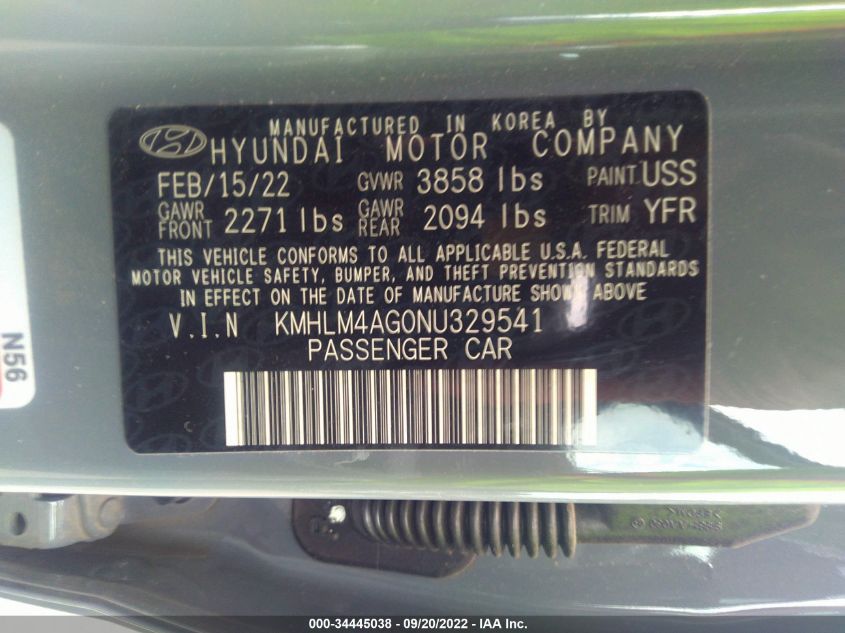 MANUFACTURED IN KOREA BY
HYUNDAI MOTOR COMPANY
FEB/15/22 GVWR 3858 lbs PAINT USS
GAWR FRONT 2271 lbs GAWR REAR 2094 lbs TRIM YFR
THIS VEHICLE CONFORMS TO ALL APPLICABLE U.S.A. FEDERAL
MOTOR VEHICLE SAFETY, BUMPER, AND THEFT PREVENTION STANDARDS
IN EFFECT ON THE DATE OF MANUFACTURE SHOWN ABOVE
V.I.N KMHLM4AG0NU329541
PASSENGER CAR
N56
000-34445038 - 09/20/2022 - IAA Inc.